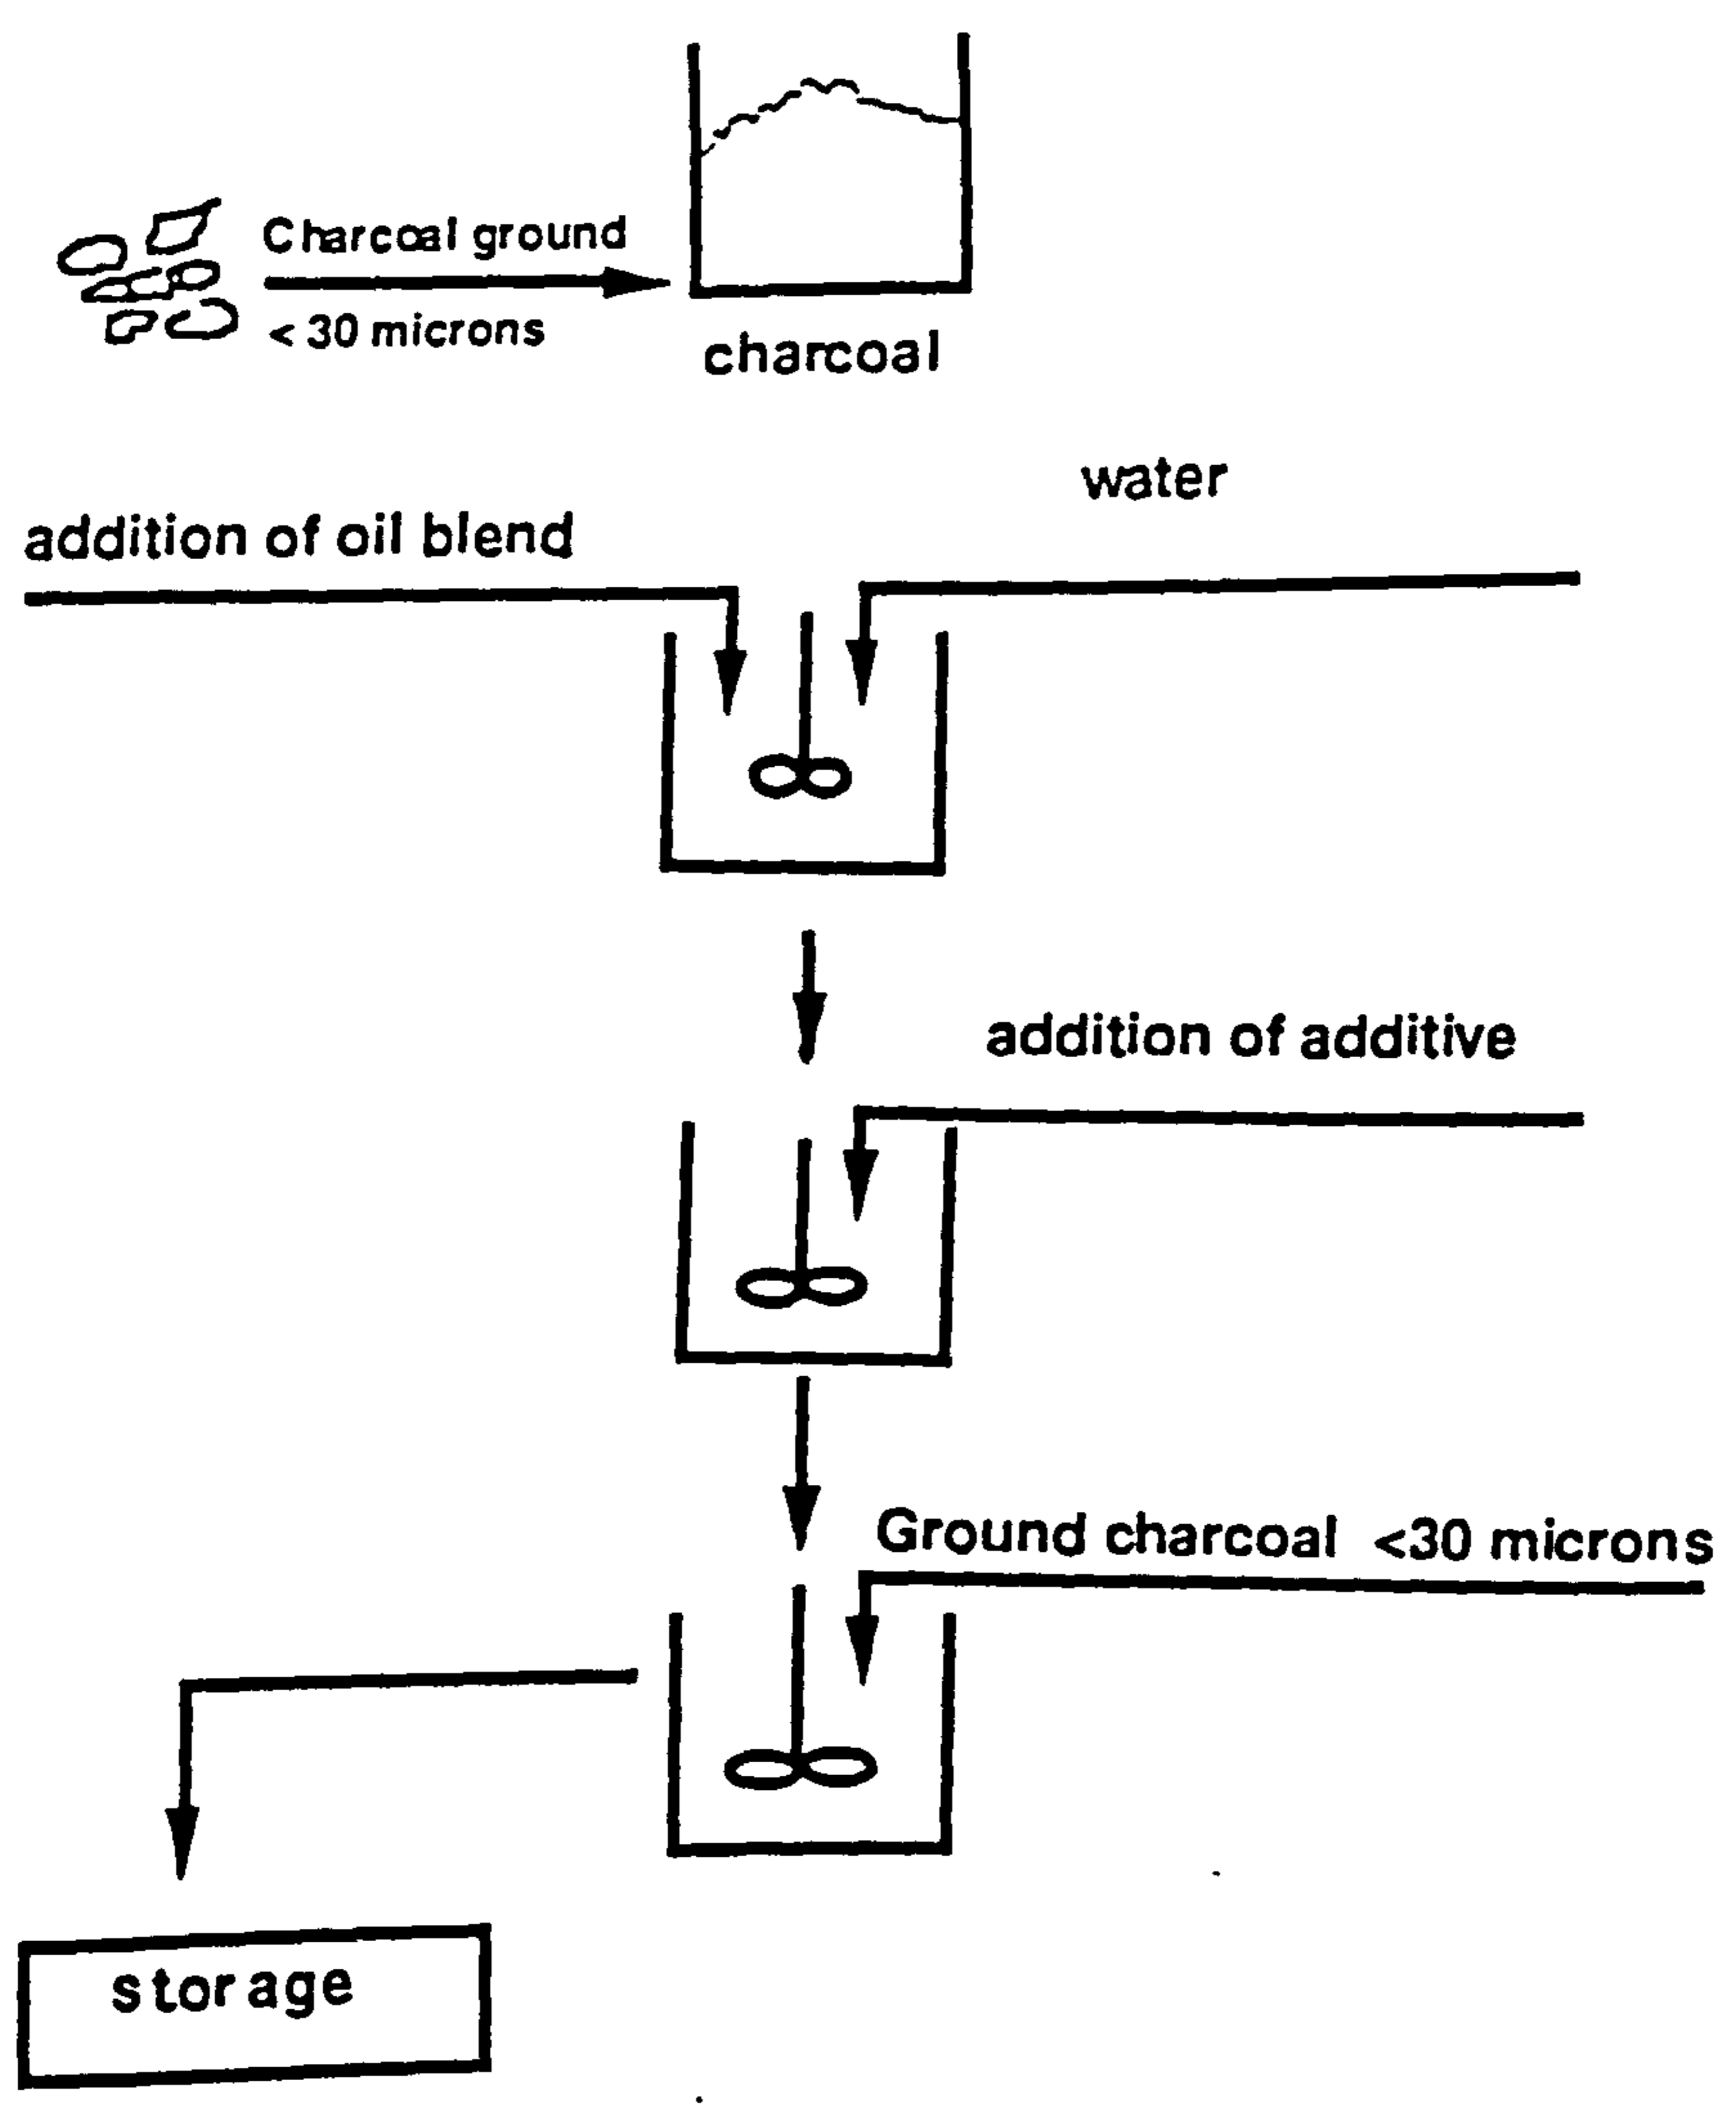 Charcoal ground
< 30 microns
charcoal
water
addition of oil blend
addition of additive
Ground charcoal <30 microns
storage